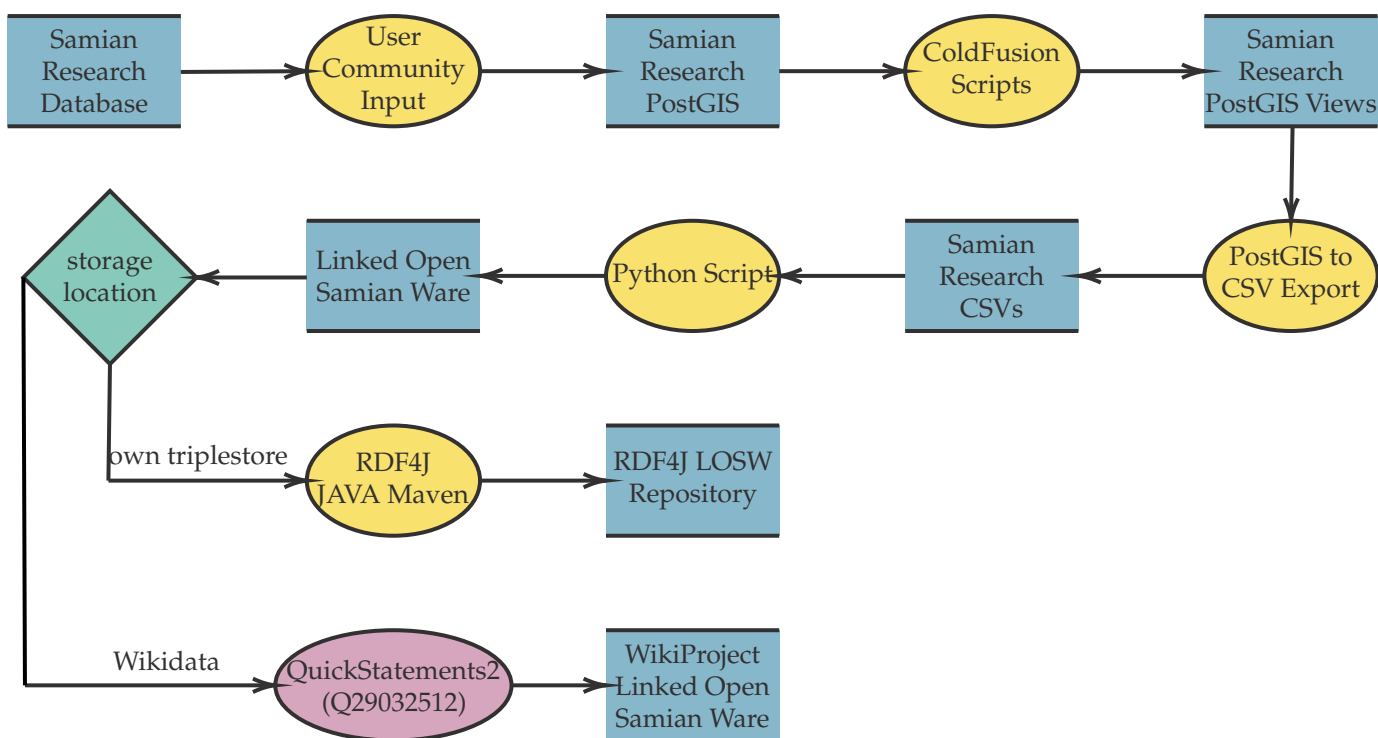 Samian
Research
Database
User
Community
Input
Samian
Research
PostGIS
ColdFusion
Scripts
Samian
Research
PostGIS Views
storage
location
Linked Open
Samian Ware
Python Script
Samian
Research
CSVs
PostGIS to
CSV Export
own triplestore
RDF4J
JAVA Maven
RDF4J LOSW
Repository
Wikidata
QuickStatements2
(Q29032512)
WikiProject
Linked Open
Samian Ware